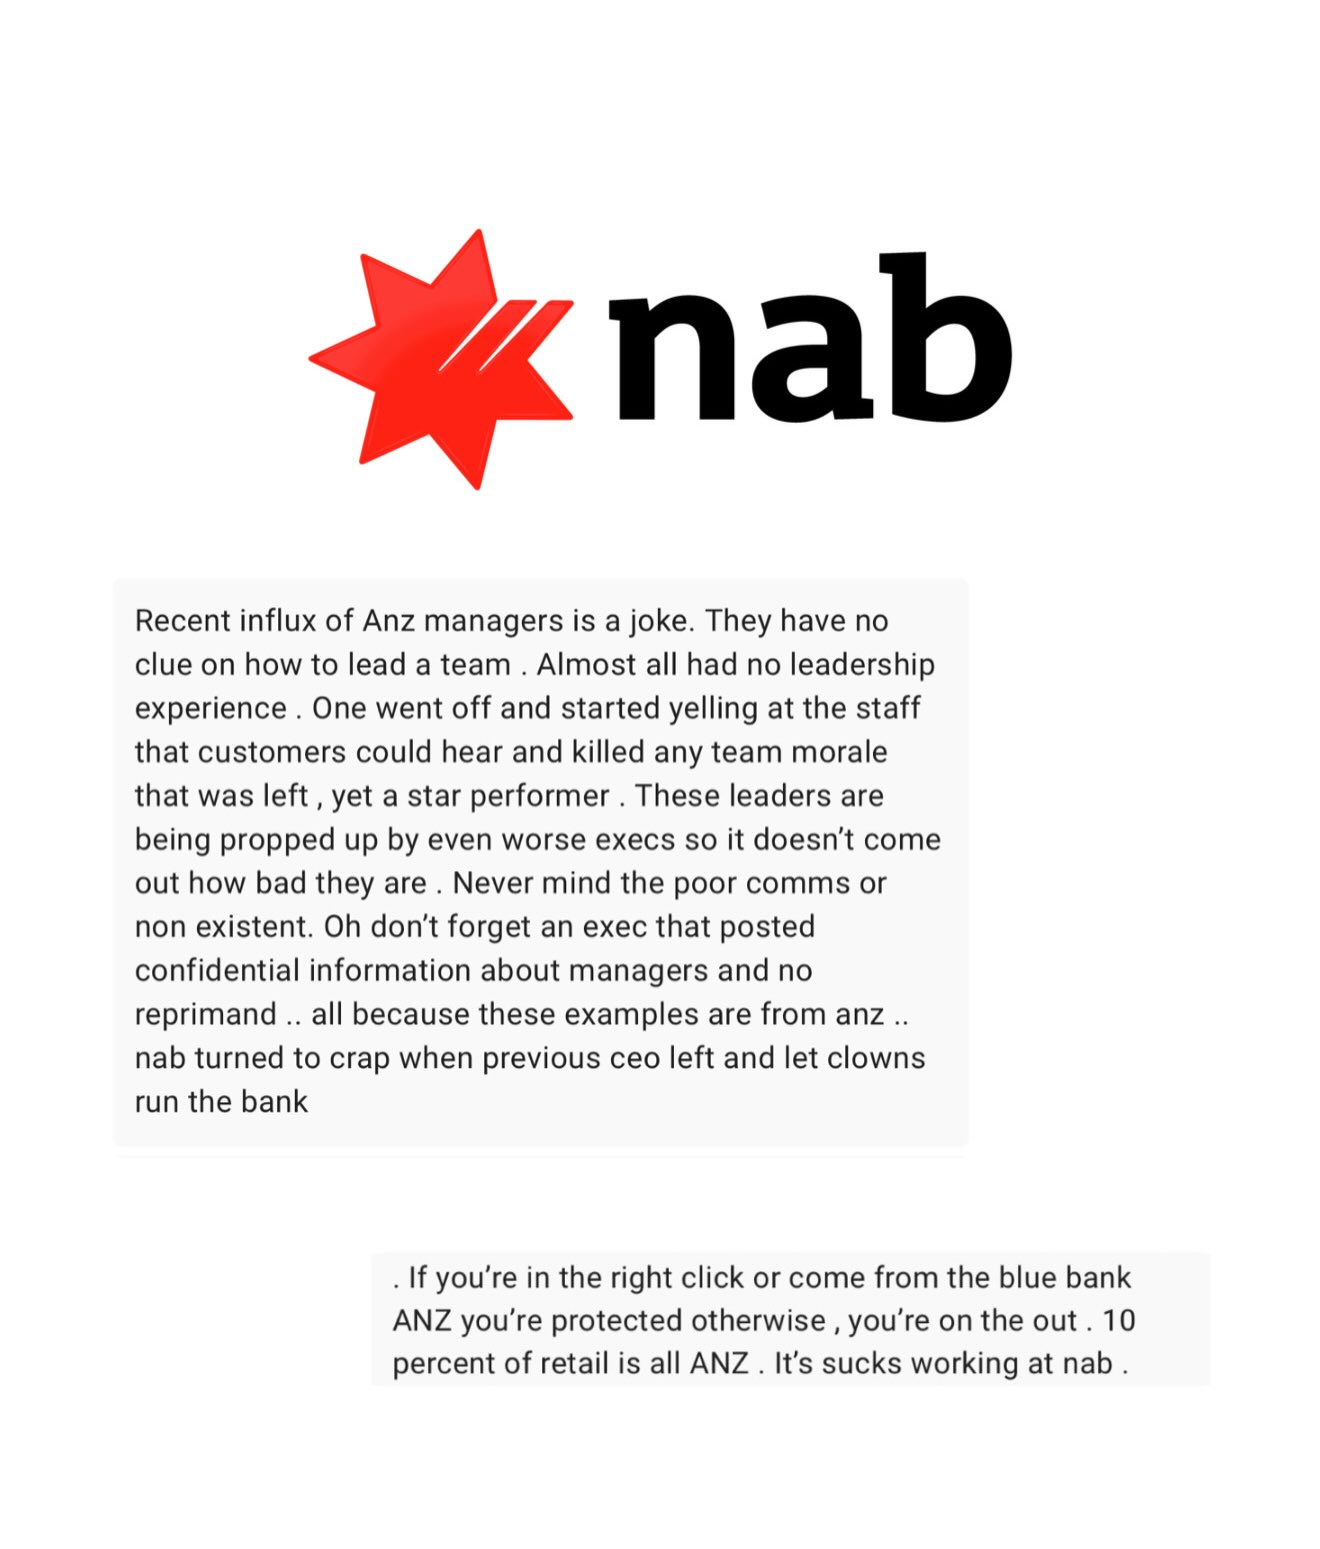 nab
Recent influx of Anz managers is a joke. They have no
clue on how to lead a team . Almost all had no leadership
experience . One went off and started yelling at the staff
that customers could hear and killed any team morale
that was left , yet a star performer . These leaders are
being propped up by even worse execs so it doesn’t come
out how bad they are . Never mind the poor comms or
non existent. Oh don’t forget an exec that posted
confidential information about managers and no
reprimand .. all because these examples are from anz ..
nab turned to crap when previous ceo left and let clowns
run the bank
. If you’re in the right click or come from the blue bank
ANZ you’re protected otherwise , you’re on the out . 10
percent of retail is all ANZ . It’s sucks working at nab .